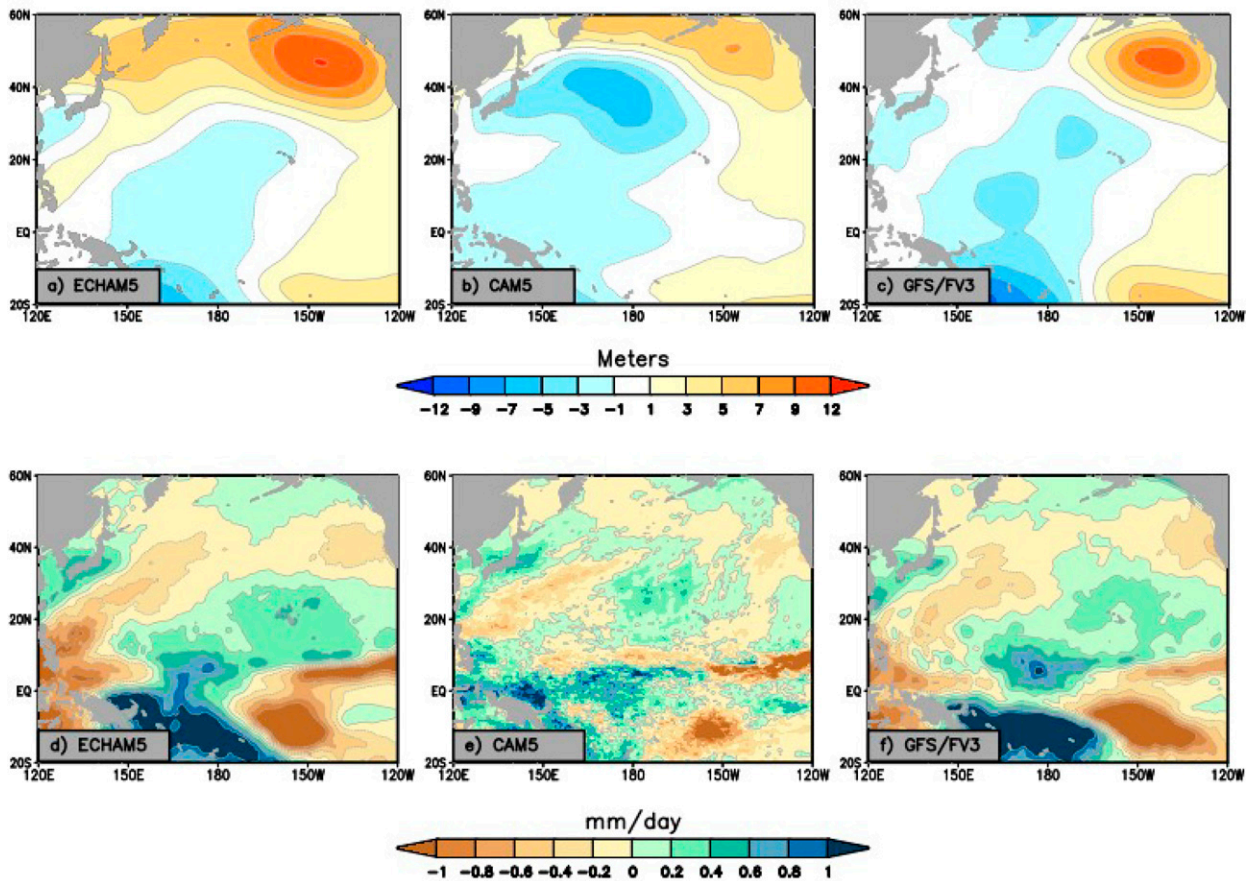 60N 60N 60N
40N 40N 40N
20N 20N 20N
EQ EQ EQ
a) ECHAM5 b) CAM5 c) GFS/FV3
20S 20S 20S
120E 150E 180 150W 120W 120E 150E 180 150W 120W 120E 150E 180 150W 120W
Meters
-12 -9 -7 -5 -3 -1 1 3 5 7 9 12
60N 60N 60N
40N 40N 40N
20N 20N 20N
EQ EQ EQ
d) ECHAM5 e) CAM5 f) GFS/FV3
20S 20S 20S
120E 150E 180 150W 120W 120E 150E 180 150W 120W 120E 150E 180 150W 120W
mm/day
-1 -0.8 -0.6 -0.4 -0.2 0 0.2 0.4 0.6 0.8 1